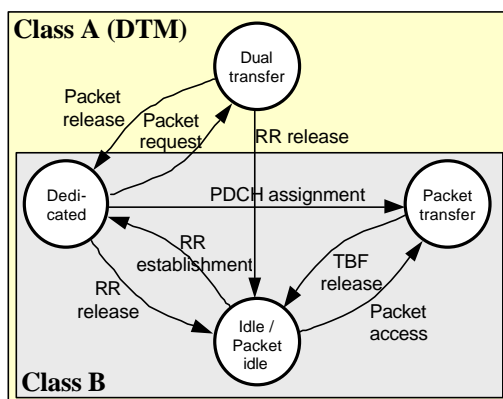 Class A (DTM)
Dual
transfer
Packet
release
Packet
request
RR release
Dedi-
cated
PDCH assignment
Packet
transfer
RR
establishment
TBF
release
RR
release
Packet
access
Idle /
Packet
idle
Class B